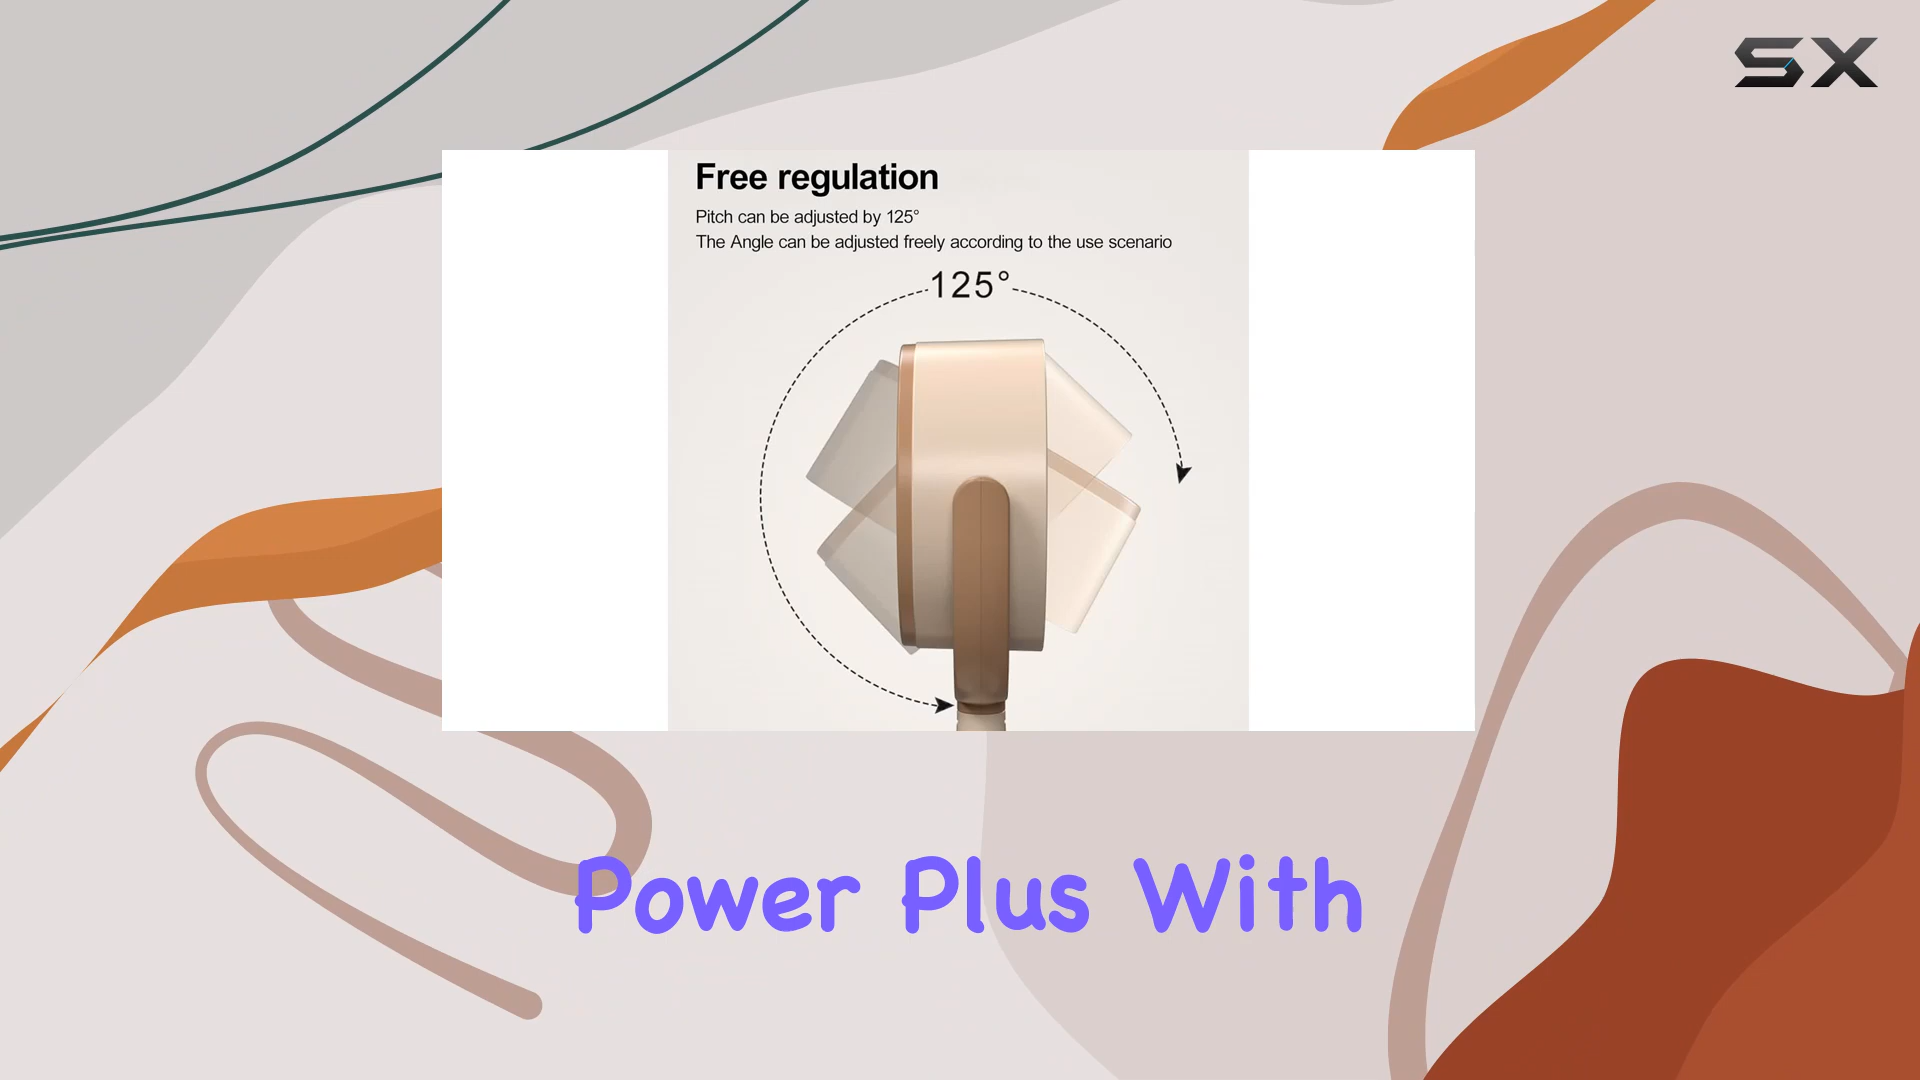 SX
Free regulation
Pitch can be adjusted by 125°
The Angle can be adjusted freely according to the use scenario
125°
Power Plus With